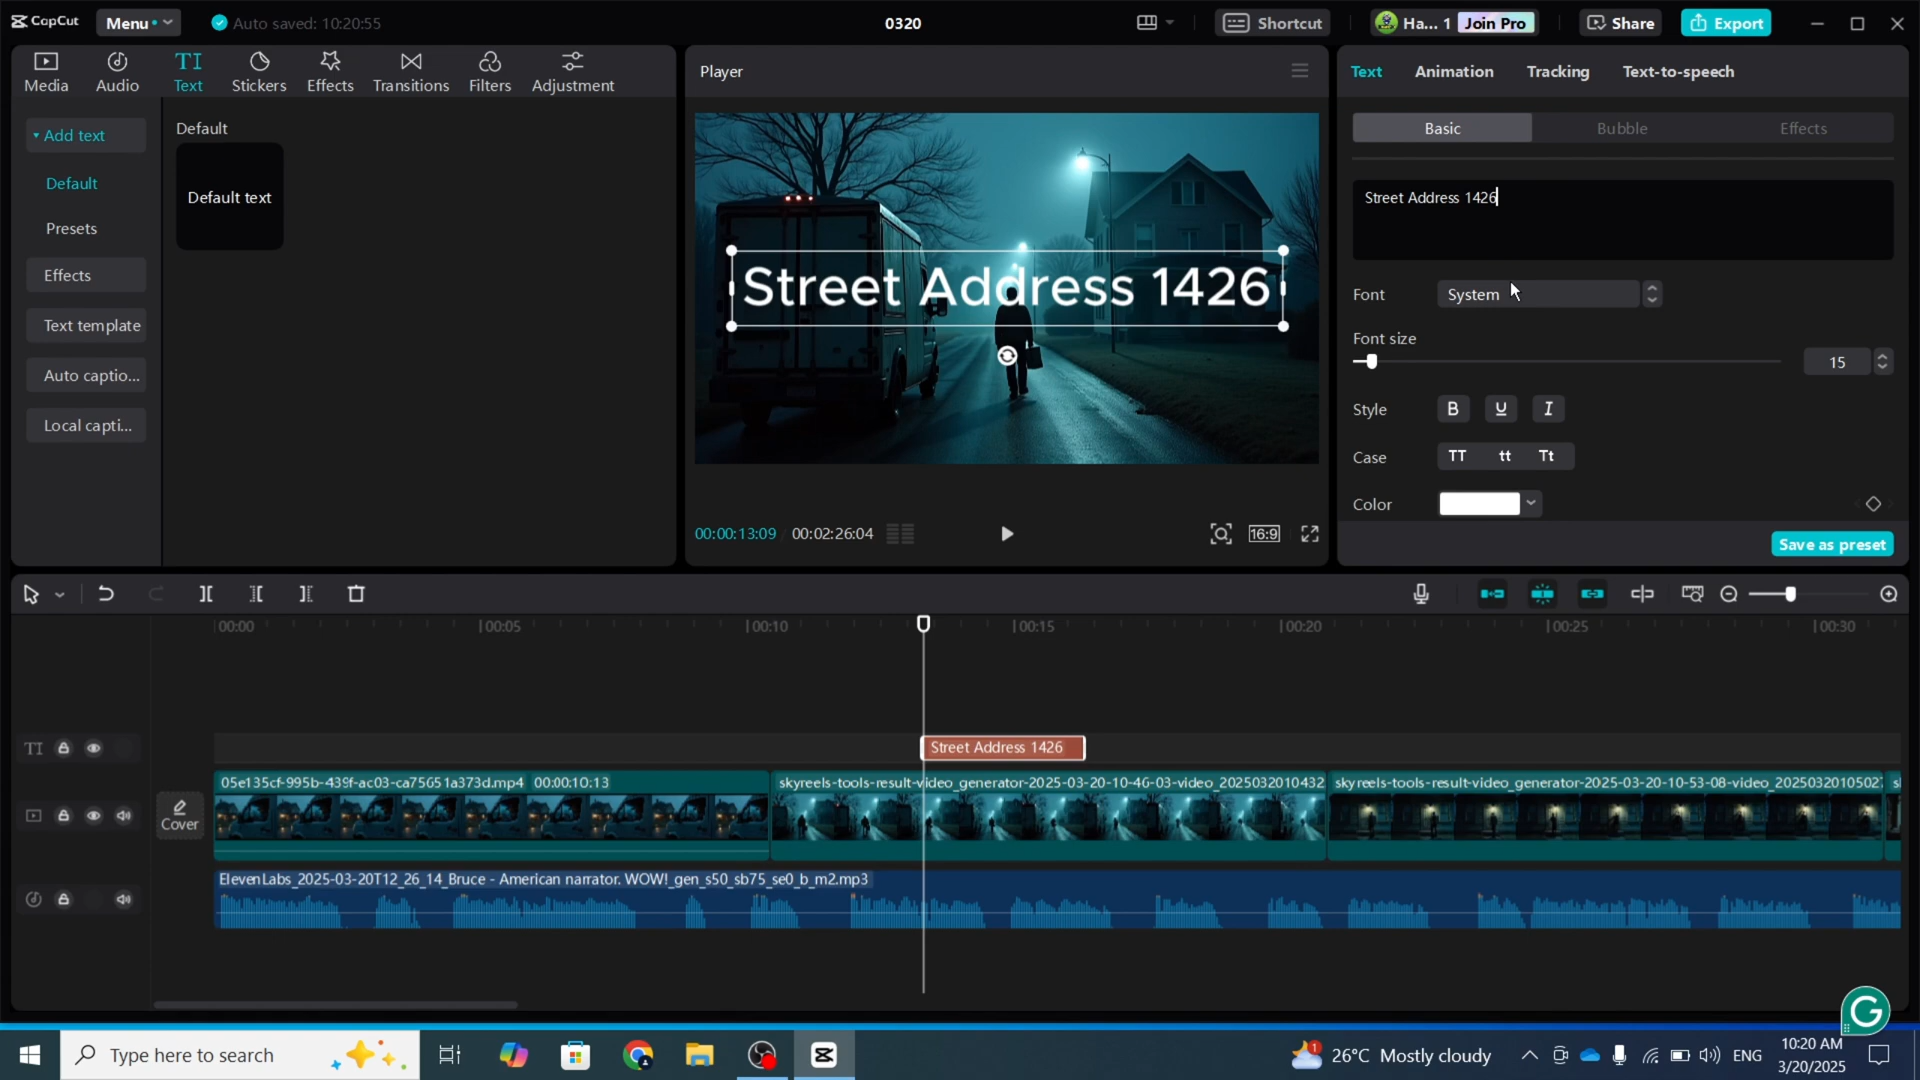 CapCut
Menu
Auto saved: 10:20:55
0320
Shortcut
Ha... 1
Join Pro
Share
Export
Media
Audio
TI
Text
Stickers
Effects
Transitions
Filters
Adjustment
Add text
Default
Presets
Effects
Text template
Auto captio...
Local capti...
Default
Default text
Player
Street Address 1426
00:00:13:09
00:02:26:04
16:9
Text
Animation
Tracking
Text-to-speech
Basic
Bubble
Effects
Street Address 1426
Font
System
Font size
15
Style
B
U
I
Case
TT
tt
Tt
Color
Save as preset
00:00
00:05
00:10
00:15
00:20
00:25
00:30
TI
Street Address 1426
Cover
05e135cf-995b-439f-ac03-ca75651a373d.mp4 00:00:10:13
skyreels-tools-result-video_generator-2025-03-20-10-46-03-video_2025032010432
skyreels-tools-result-video_generator-2025-03-20-10-53-08-video_20250320105027
ElevenLabs_2025-03-20T12_26_14_Bruce - American narrator. WOW!_gen_s50_sb75_se0_b_m2.mp3
G
Type here to search
1
26°C Mostly cloudy
ENG
10:20 AM
3/20/2025